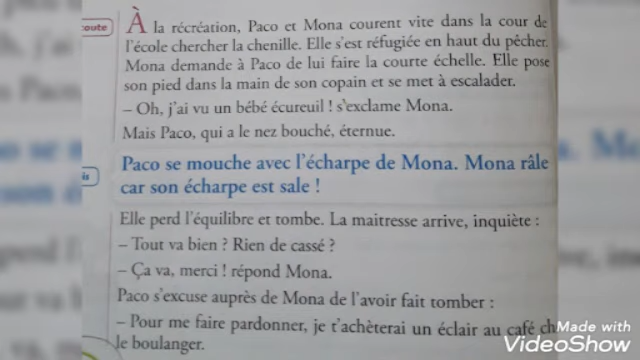 oute
À la récréation, Paco et Mona courent vite dans la cour de
l'école chercher la chenille. Elle s'est réfugiée en haut du pêcher.
Mona demande à Paco de lui faire la courte échelle. Elle pose
son pied dans la main de son copain et se met à escalader.
– Oh, j'ai vu un bébé écureuil ! s'exclame Mona.
Mais Paco, qui a le nez bouché, éternue.
is
Paco se mouche avec l'écharpe de Mona. Mona râle
car son écharpe est sale !
Elle perd l'équilibre et tombe. La maitresse arrive, inquiète :
– Tout va bien ? Rien de cassé ?
– Ça va, merci ! répond Mona.
Paco s'excuse auprès de Mona de l'avoir fait tomber :
– Pour me faire pardonner, je t'achèterai un éclair au café ch
le boulanger.
Made with
VideoShow